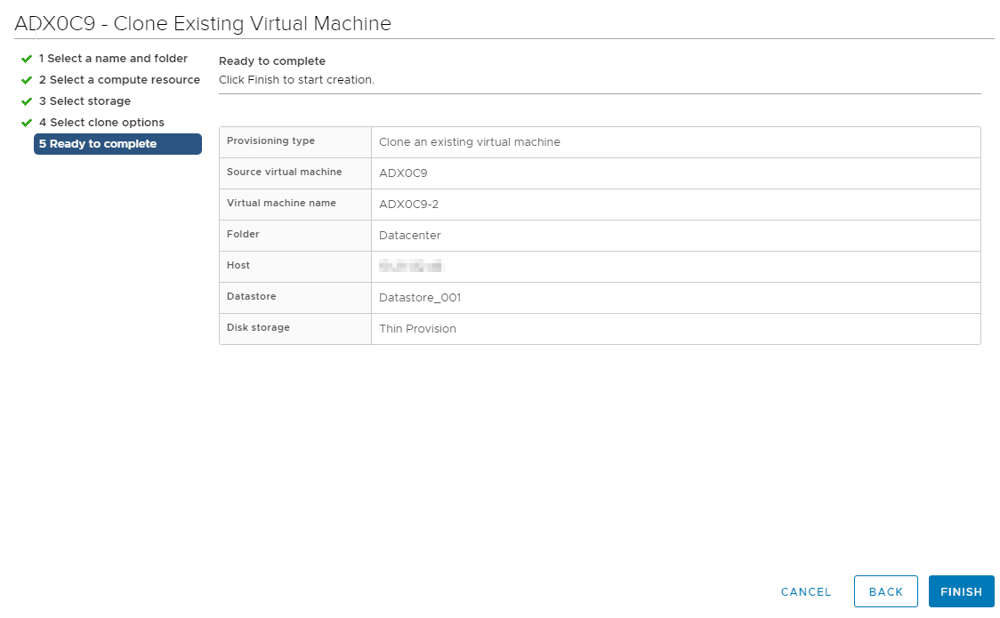 ADX0C9 - Clone Existing Virtual Machine
1 Select a name and folder
2 Select a compute resource
3 Select storage
4 Select clone options
5 Ready to complete
Ready to complete
Click Finish to start creation.
Provisioning type Clone an existing virtual machine
Source virtual machine ADX0C9
Virtual machine name ADX0C9-2
Folder Datacenter
Host
Datastore Datastore_001
Disk storage Thin Provision
CANCEL BACK FINISH